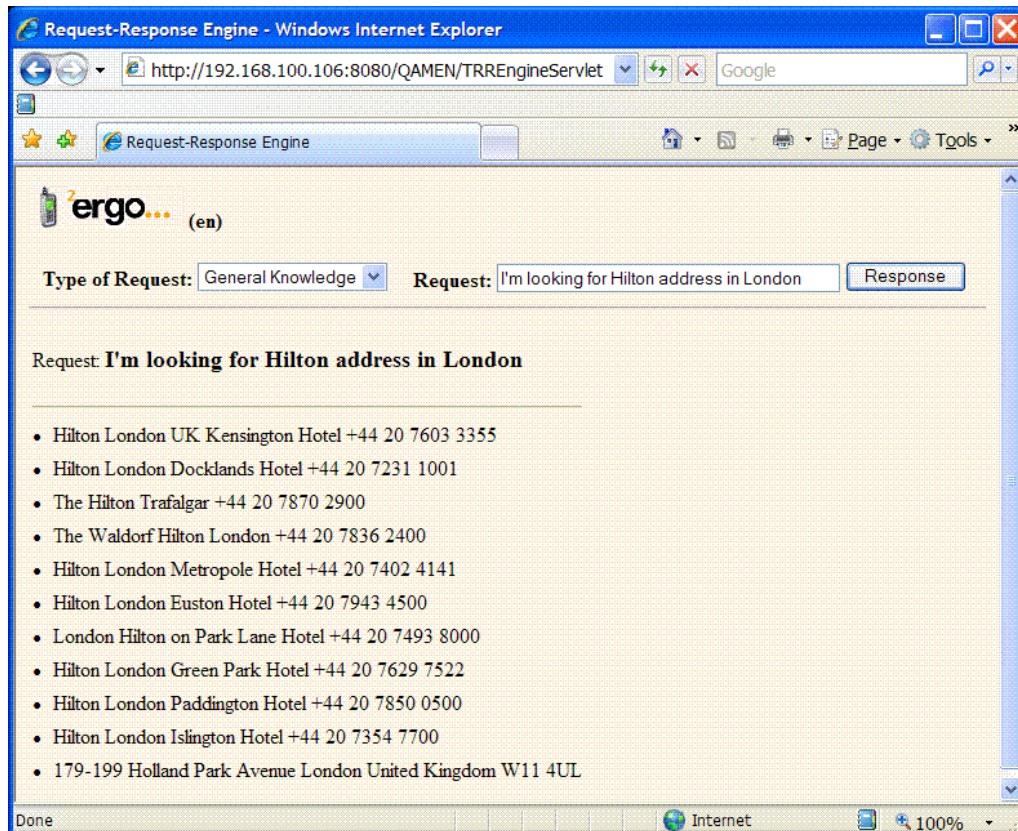 Request-Response Engine - Windows Internet Explorer
http://192.168.100.106:8080/QAMEN/TRREngineServlet Google
Request-Response Engine Page Tools »
2ergo... (en)
Type of Request: General Knowledge Request: I'm looking for Hilton address in London Response
Request: I'm looking for Hilton address in London
• Hilton London UK Kensington Hotel +44 20 7603 3355
• Hilton London Docklands Hotel +44 20 7231 1001
• The Hilton Trafalgar +44 20 7870 2900
• The Waldorf Hilton London +44 20 7836 2400
• Hilton London Metropole Hotel +44 20 7402 4141
• Hilton London Euston Hotel +44 20 7943 4500
• London Hilton on Park Lane Hotel +44 20 7493 8000
• Hilton London Green Park Hotel +44 20 7629 7522
• Hilton London Paddington Hotel +44 20 7850 0500
• Hilton London Islington Hotel +44 20 7354 7700
• 179-199 Holland Park Avenue London United Kingdom W11 4UL
Done Internet 100%